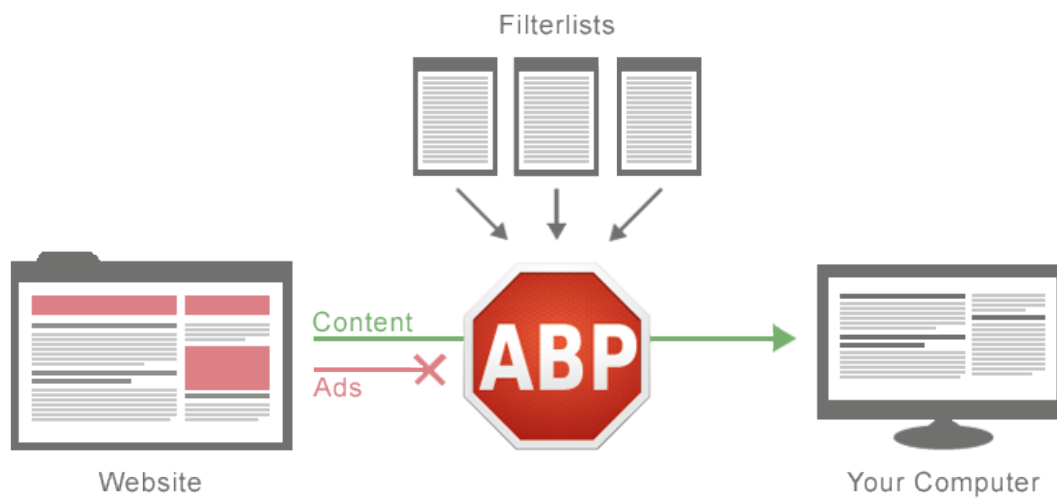 Filterlists
Content
Ads
ABP
Website
Your Computer